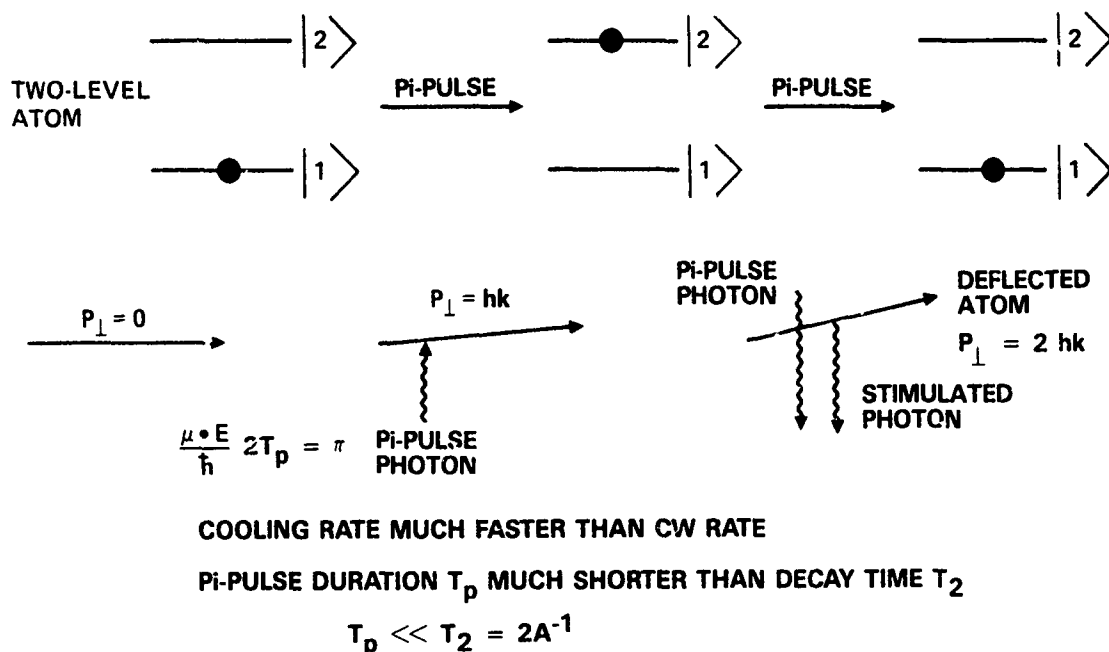 |2⟩ |2⟩ |2⟩
TWO-LEVEL
ATOM
Pi-PULSE Pi-PULSE
|1⟩ |1⟩ |1⟩
P⊥ = 0
P⊥ = hk
Pi-PULSE
PHOTON
DEFLECTED
ATOM
P⊥ = 2 hk
STIMULATED
PHOTON
μ • E / ħ 2Tp = π
Pi-PULSE
PHOTON
COOLING RATE MUCH FASTER THAN CW RATE
Pi-PULSE DURATION Tp MUCH SHORTER THAN DECAY TIME T2
Tp << T2 = 2A⁻¹